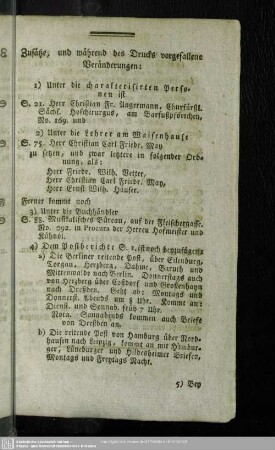 Zusätze, und während des Drucks vorgefallene
Veränderungen:
1) Unter die charakterisirten Perso-
nen ist
S. 21. Herr Christian Fr. Angermann, Churfürstl.
Sächs. Hofchirurgus, am Barfußpförtchen,
No. 169. und
2) Unter die Lehrer am Waisenhause
S. 75. Herr Christian Carl Friedr. May
zu setzen, und zwar letztere in folgender Ord-
nung, als:
Herr Friedr. Wilh. Vetter,
Herr Christian Carl Friedr. May,
Herr Ernst Wilh. Häuser.
Ferner kommt noch
3) Unter die Buchhändler
S. 88. Musikalisches Büreau, auf der Fleischergasse,
No. 292. in Procura der Herren Hofmeister und
Kühnol.
4) Dem Postberichte S. 1. ist noch beyzufügen:
a) Die Berliner reitende Post, über Eilenburg,
Torgau, Herzberg, Dahme, Baruth und
Mittenwalde nach Berlin. Donnerstags auch
von Herzberg über Coßdorf und Großenhayn
nach Dreßden. Geht ab: Montags und
Donnerst. Abends um 8 Uhr. Kommt an:
Dienst. und Sonnab. früh 7 Uhr.
Nota. Sonnabends kommen auch Briefe
von Dreßden an.
b) Die reitende Post von Hamburg über Nord-
hausen nach Leipzig, kommt an mit Hambur-
ger, Lüneburger und Hildesheimer Briefen,
Montags und Freytags Nacht.
5) Bey